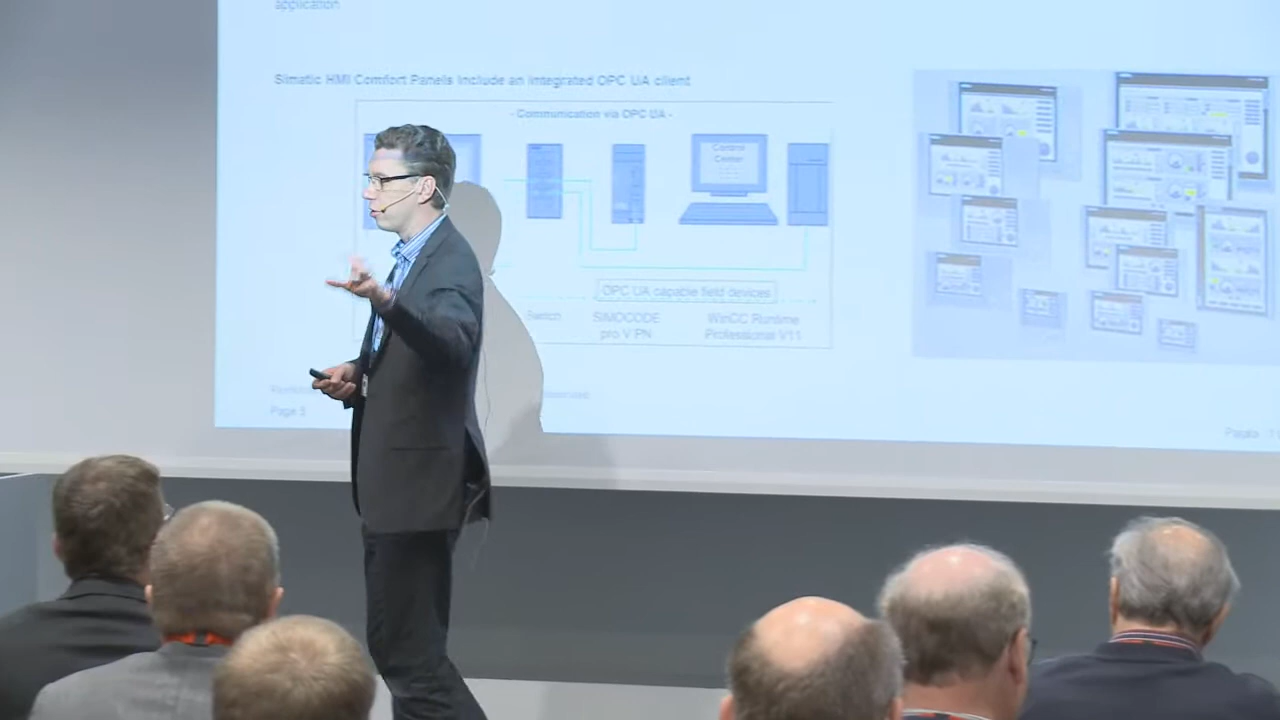 application
Simatic HMI Comfort Panels include an integrated OPC UA client
- Communication via OPC UA -
Control
Center
OPC UA capable field devices
Switch
SIMOCODE
pro V PN
WinCC Runtime
Professional V11
Page 3